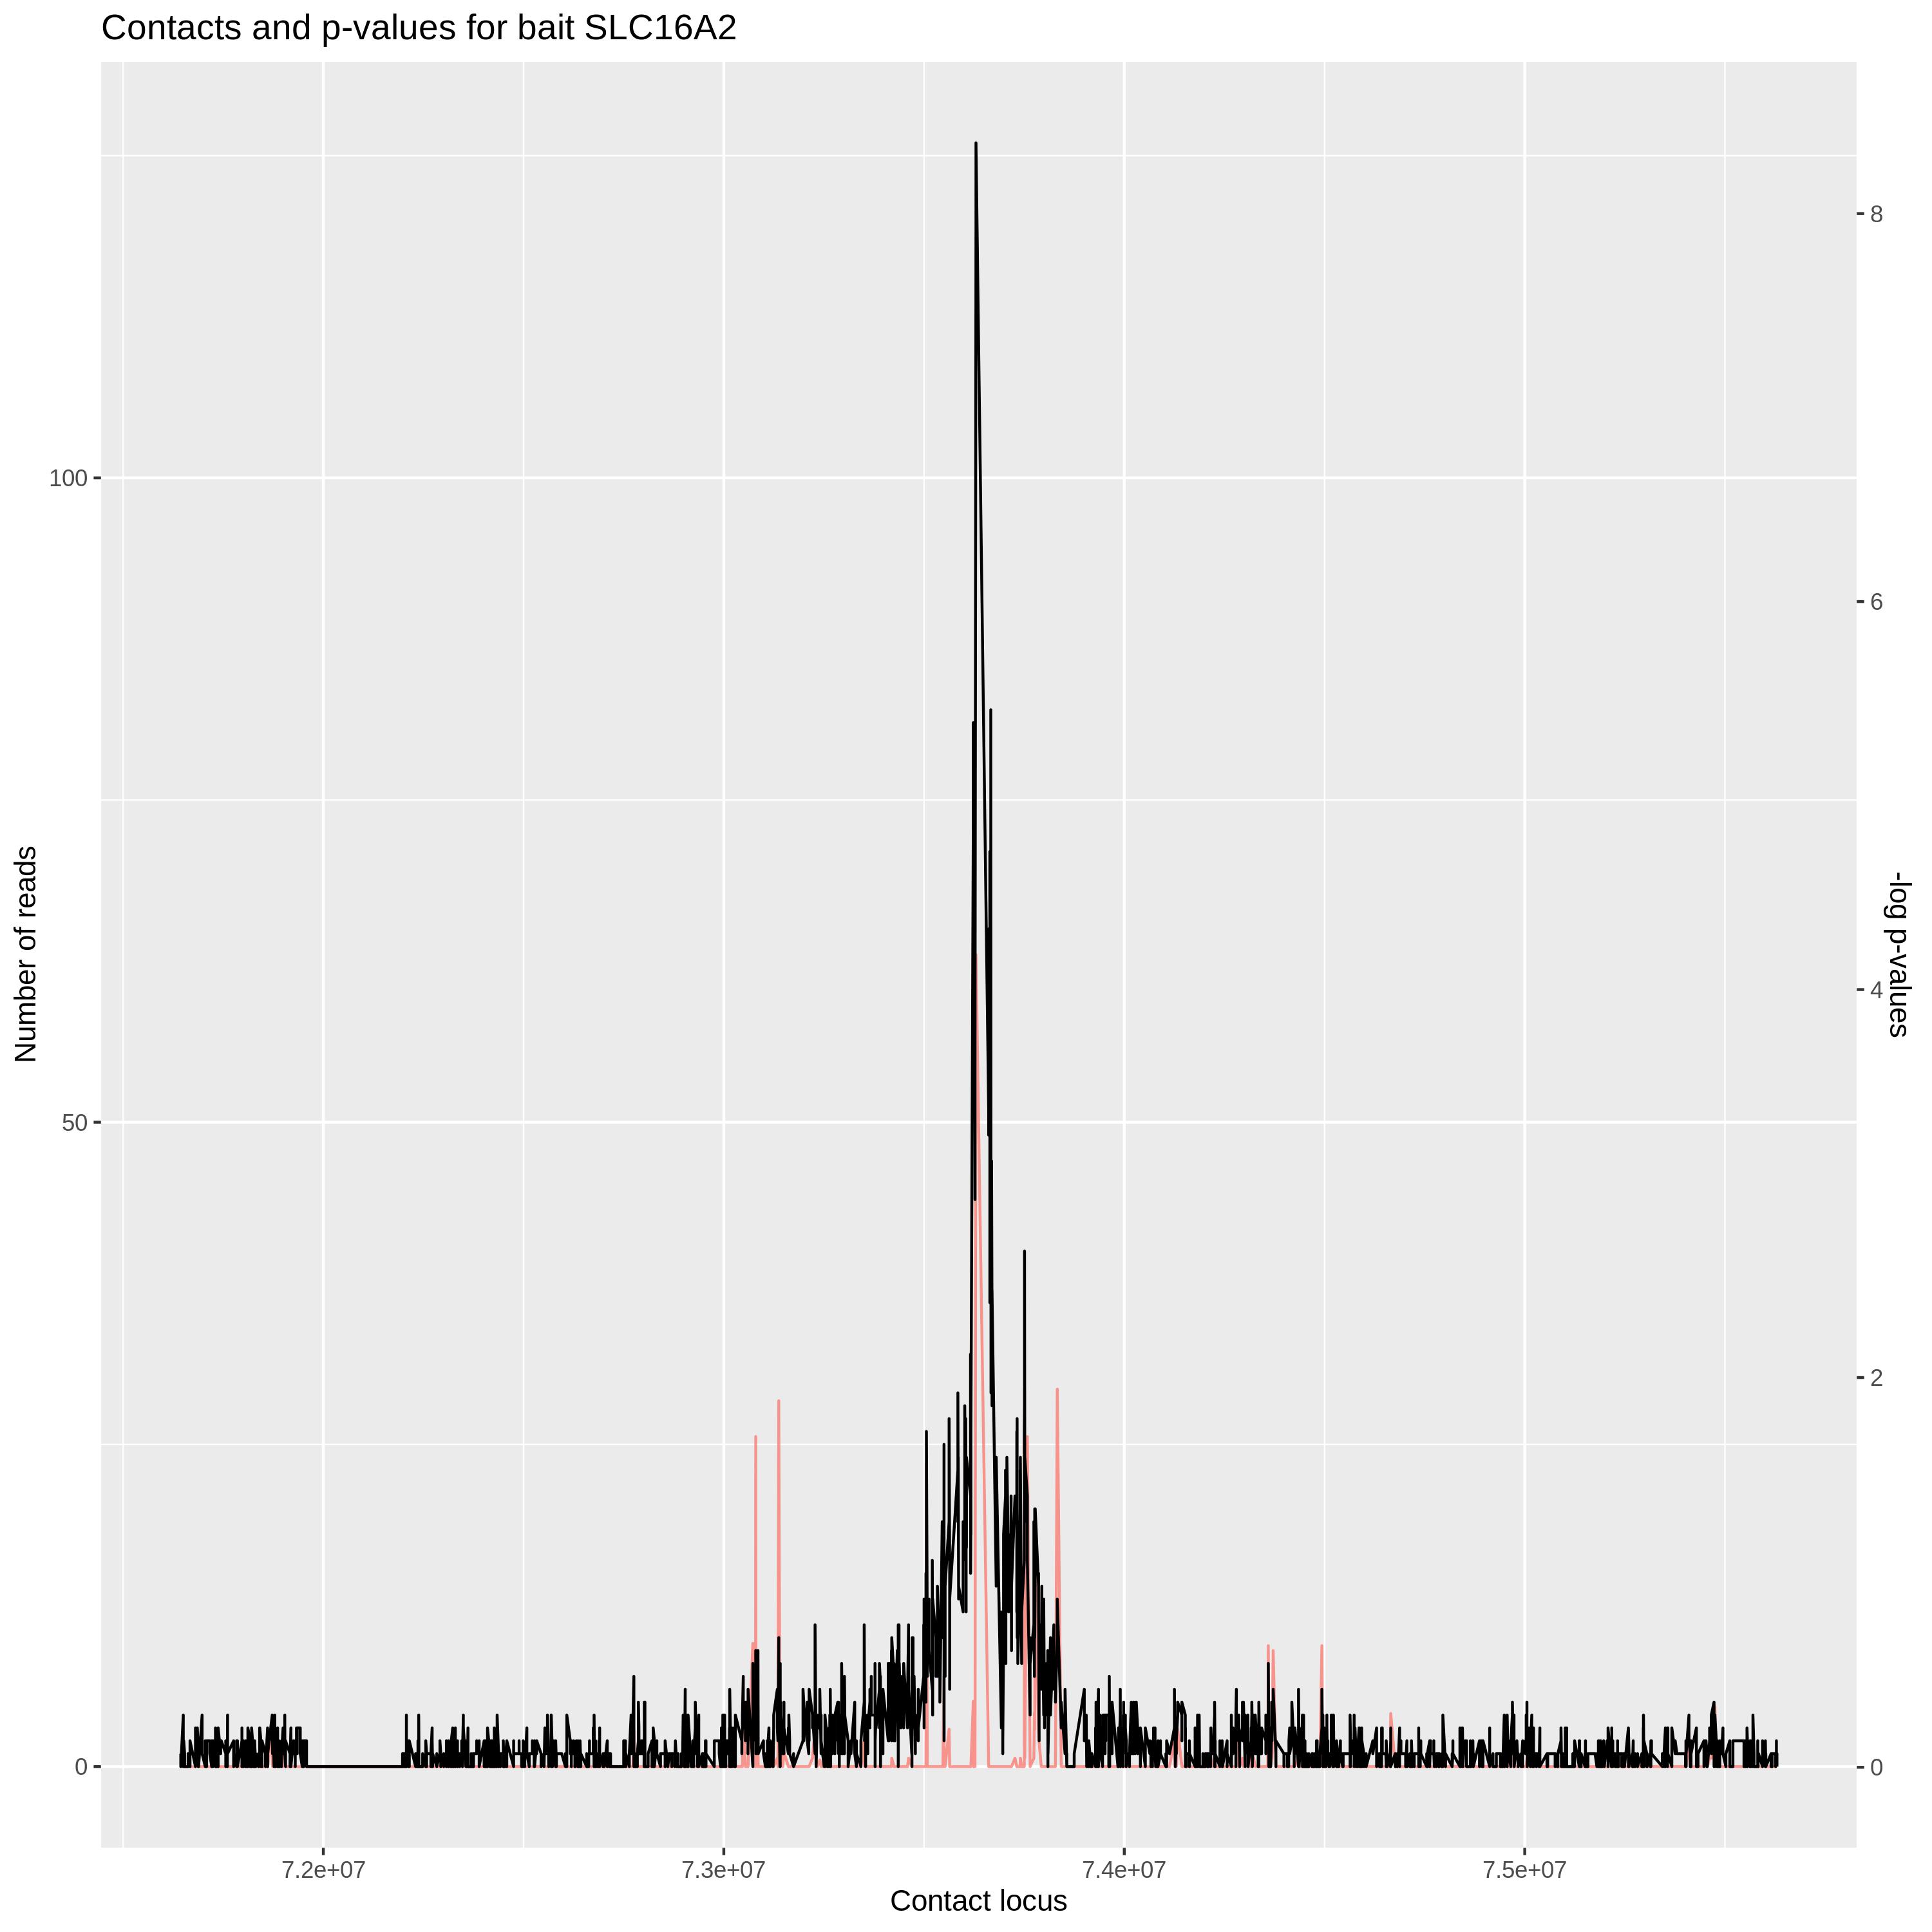 Contacts and p-values for bait SLC16A2
Number of reads
100
50
0
8
6
4
2
0
-log p-values
7.2e+07
7.3e+07
7.4e+07
7.5e+07
Contact locus